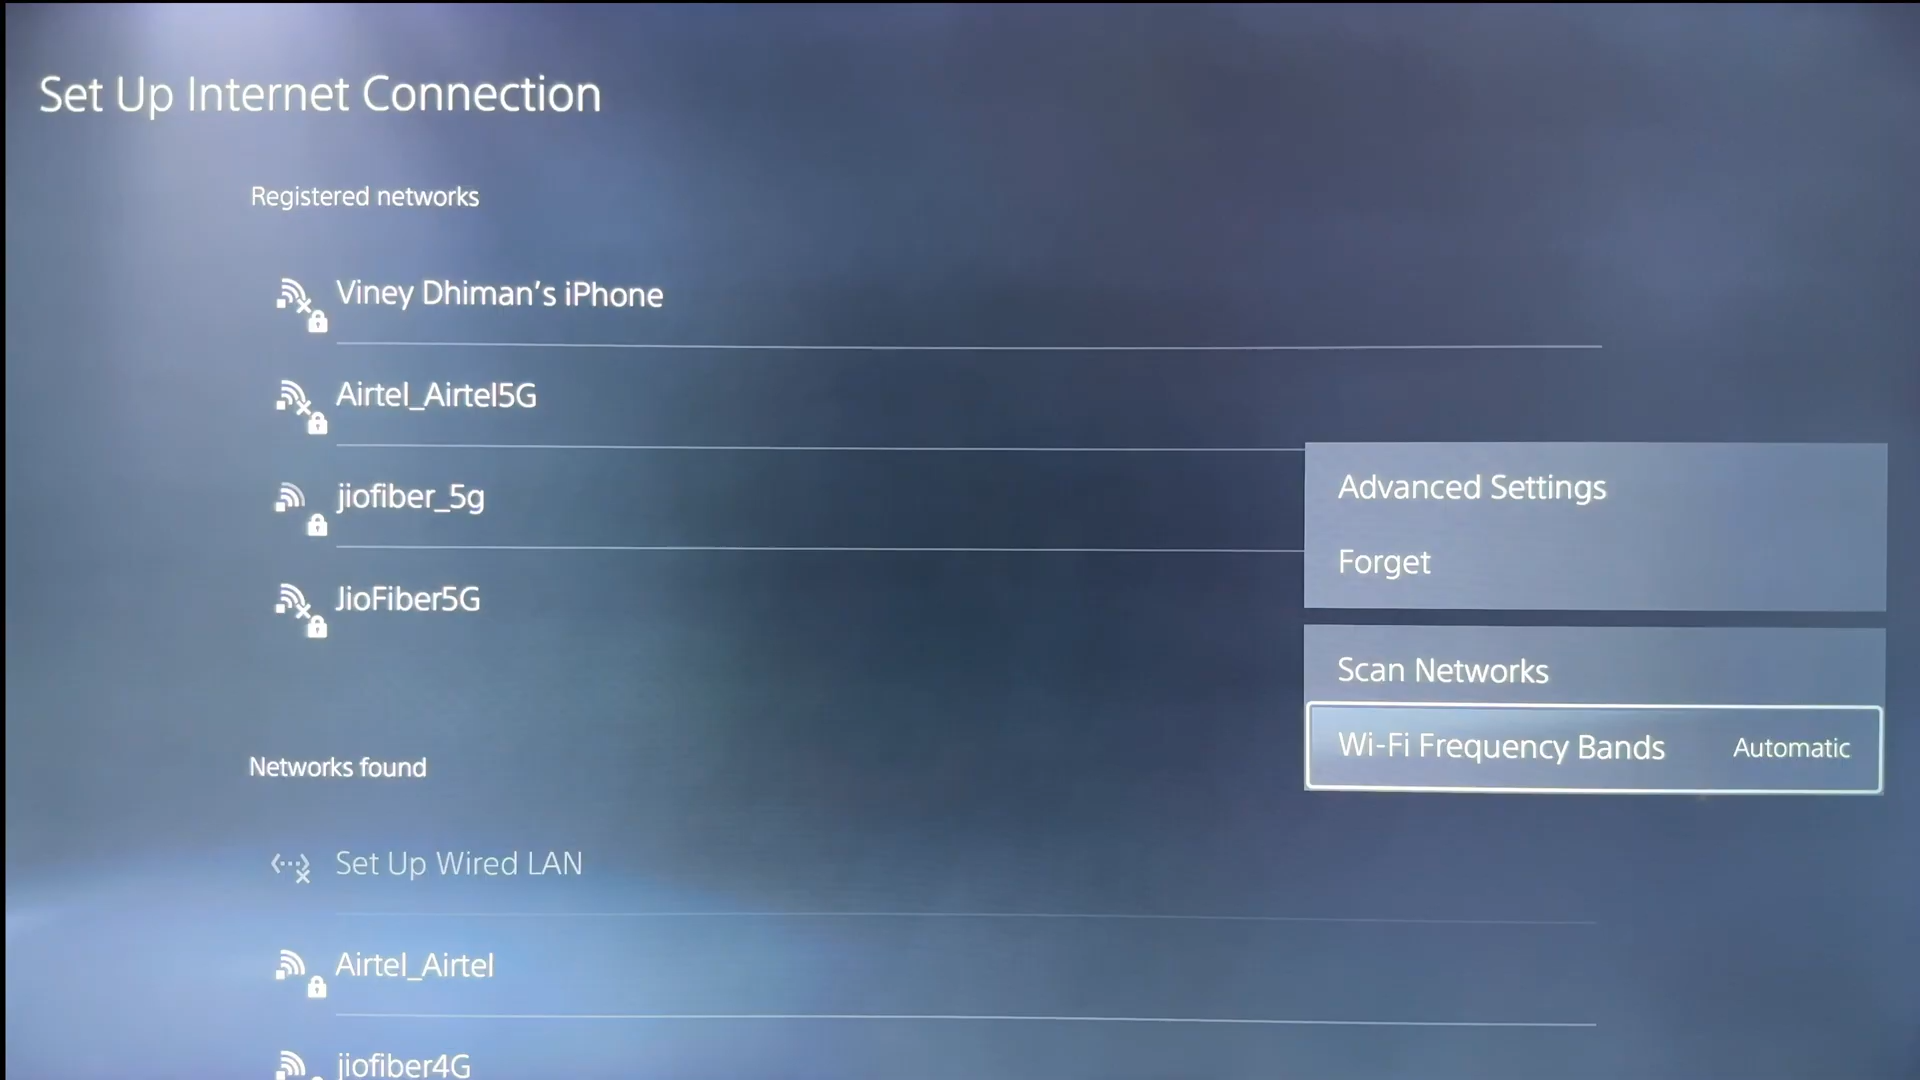 Set Up Internet Connection
Registered networks
Viney Dhiman's iPhone
Airtel_Airtel5G
jiofiber_5g
JioFiber5G
Advanced Settings
Forget
Scan Networks
Wi-Fi Frequency Bands Automatic
Networks found
Set Up Wired LAN
Airtel_Airtel
jiofiber4G